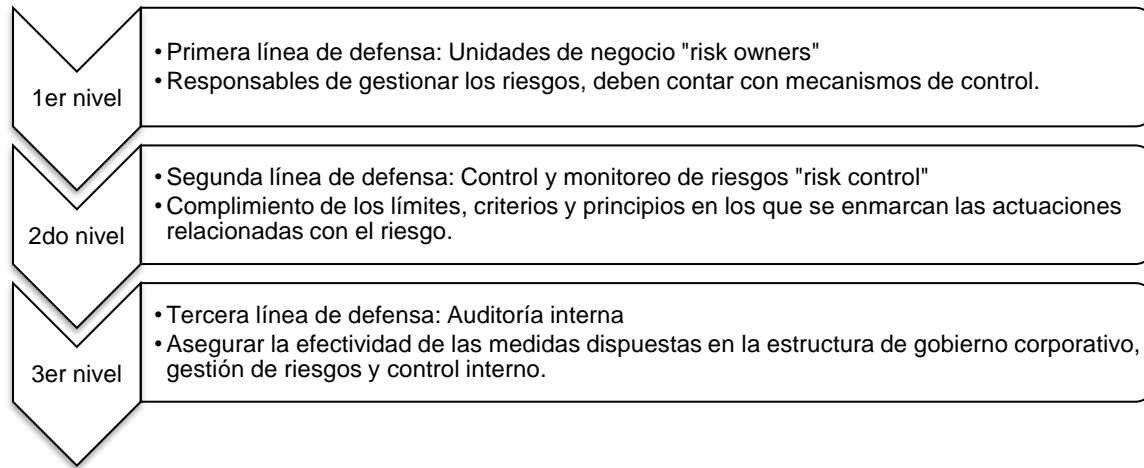 1er nivel
• Primera línea de defensa: Unidades de negocio "risk owners"
• Responsables de gestionar los riesgos, deben contar con mecanismos de control.
2do nivel
• Segunda línea de defensa: Control y monitoreo de riesgos "risk control"
• Complimiento de los límites, criterios y principios en los que se enmarcan las actuaciones
relacionadas con el riesgo.
3er nivel
• Tercera línea de defensa: Auditoría interna
• Asegurar la efectividad de las medidas dispuestas en la estructura de gobierno corporativo,
gestión de riesgos y control interno.